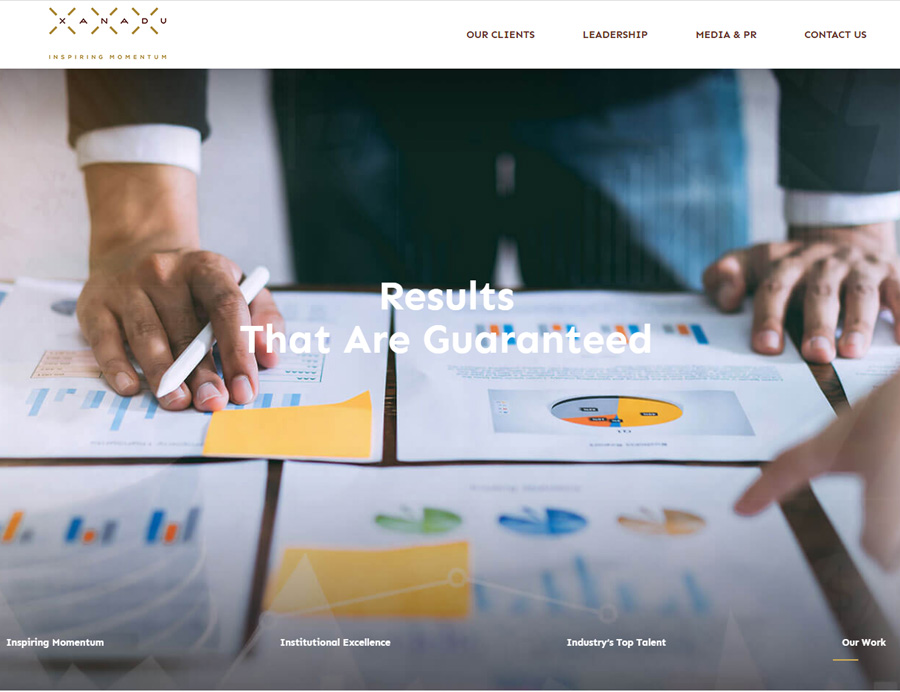 XANADU
INSPIRING MOMENTUM
OUR CLIENTS
LEADERSHIP
MEDIA & PR
CONTACT US
Results
That Are Guaranteed
Inspiring Momentum
Institutional Excellence
Industry's Top Talent
Our Work